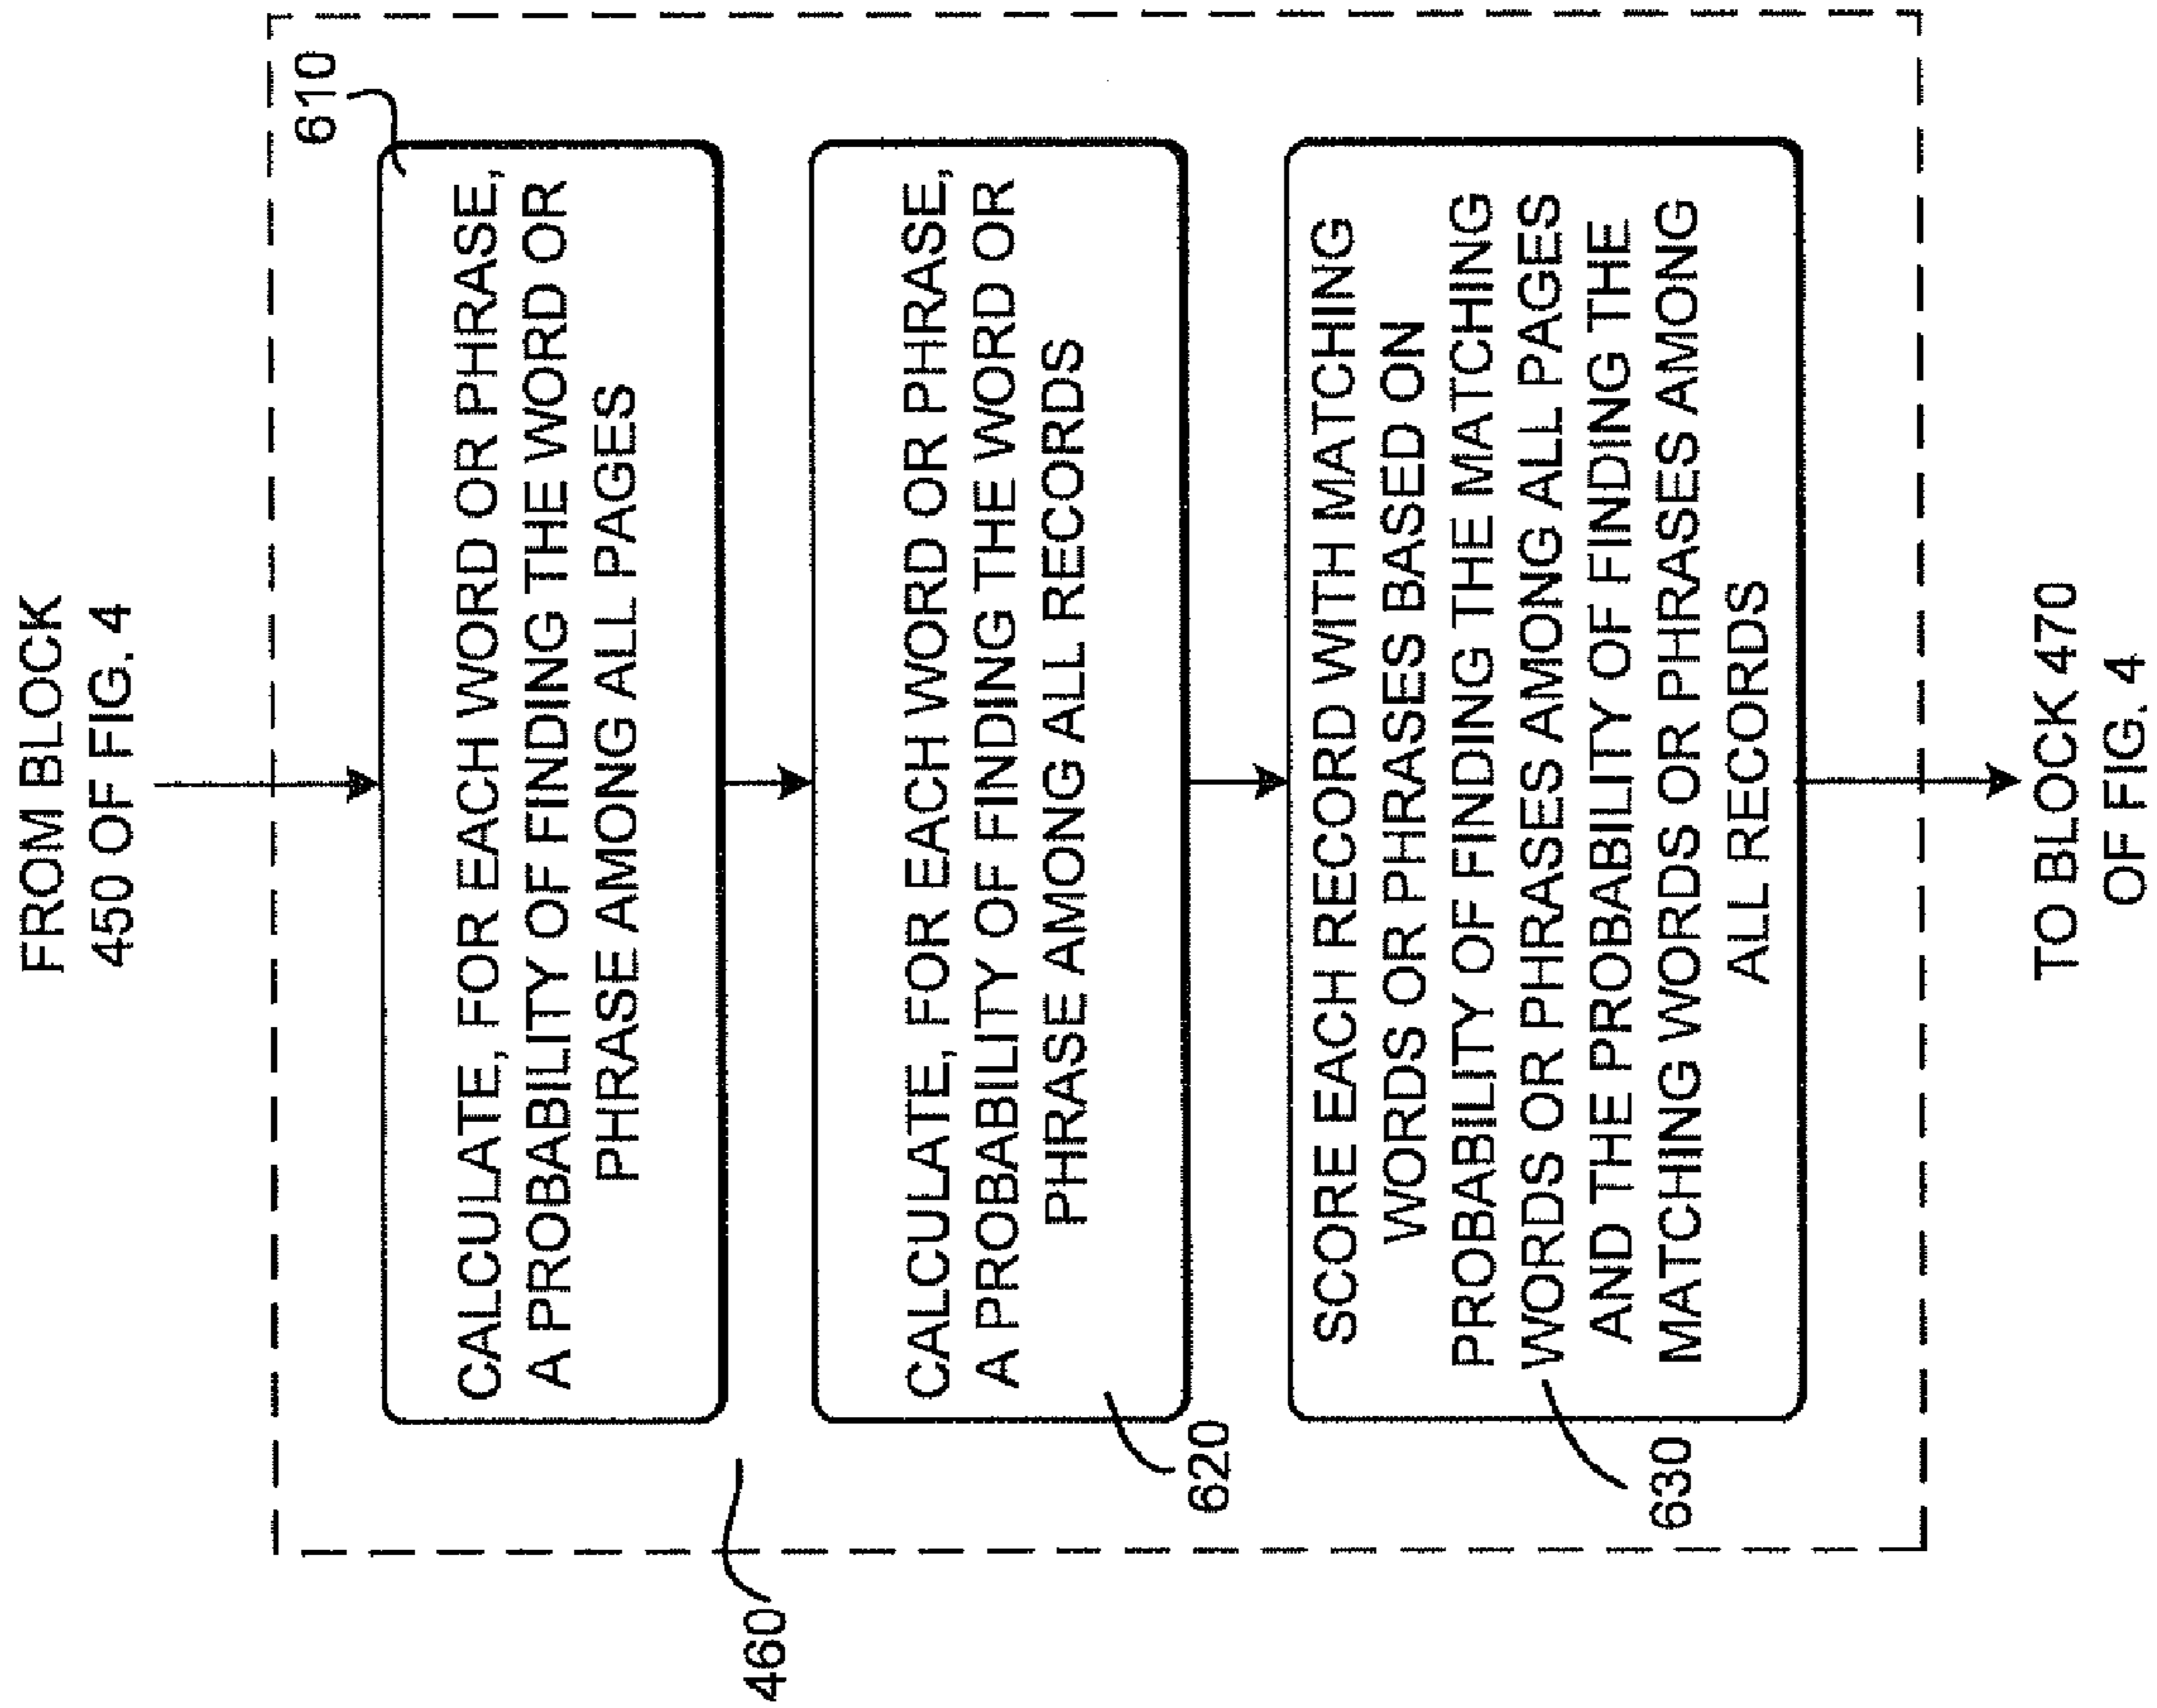 FROM BLOCK
450 OF FIG. 4
610
CALCULATE, FOR EACH WORD OR PHRASE,
A PROBABILITY OF FINDING THE WORD OR
PHRASE AMONG ALL PAGES
460
CALCULATE, FOR EACH WORD OR PHRASE,
A PROBABILITY OF FINDING THE WORD OR
PHRASE AMONG ALL RECORDS
620
SCORE EACH RECORD WITH MATCHING
WORDS OR PHRASES BASED ON
PROBABILITY OF FINDING THE MATCHING
WORDS OR PHRASES AMONG ALL PAGES
AND THE PROBABILITY OF FINDING THE
MATCHING WORDS OR PHRASES AMONG
ALL RECORDS
630
TO BLOCK 470
OF FIG. 4